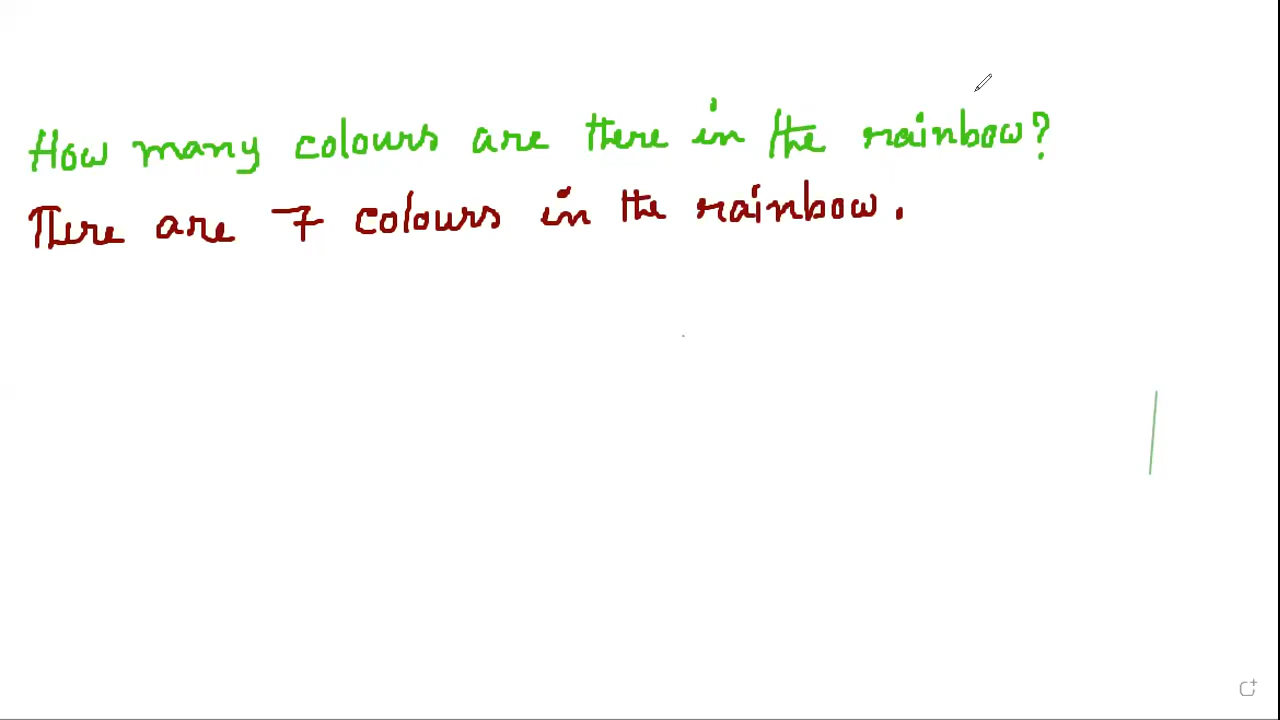 How many colours are there in the rainbow?
There are 7 colours in the rainbow.